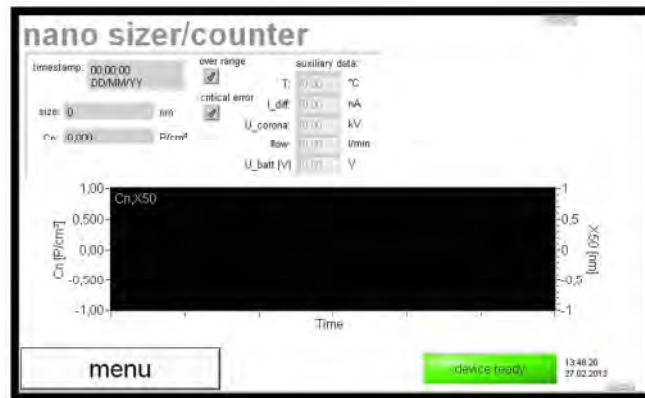 nano sizer/counter
timestamp: 00:00:00
DD/MM/YY
over range
auxiliary data:
T: °C
critical error
size: 0 nm
I_diff: nA
U_corona: kV
Cn: 0,000 P/cm³
flow: l/min
U_batt [V] V
Cn,X50
1,00
0,500
0,00
-0,500
-1,00
Cn [P/cm³]
1
0,5
0
-0,5
-1
X50 [nm]
Time
menu
device ready
13:48:20
27.02.2013